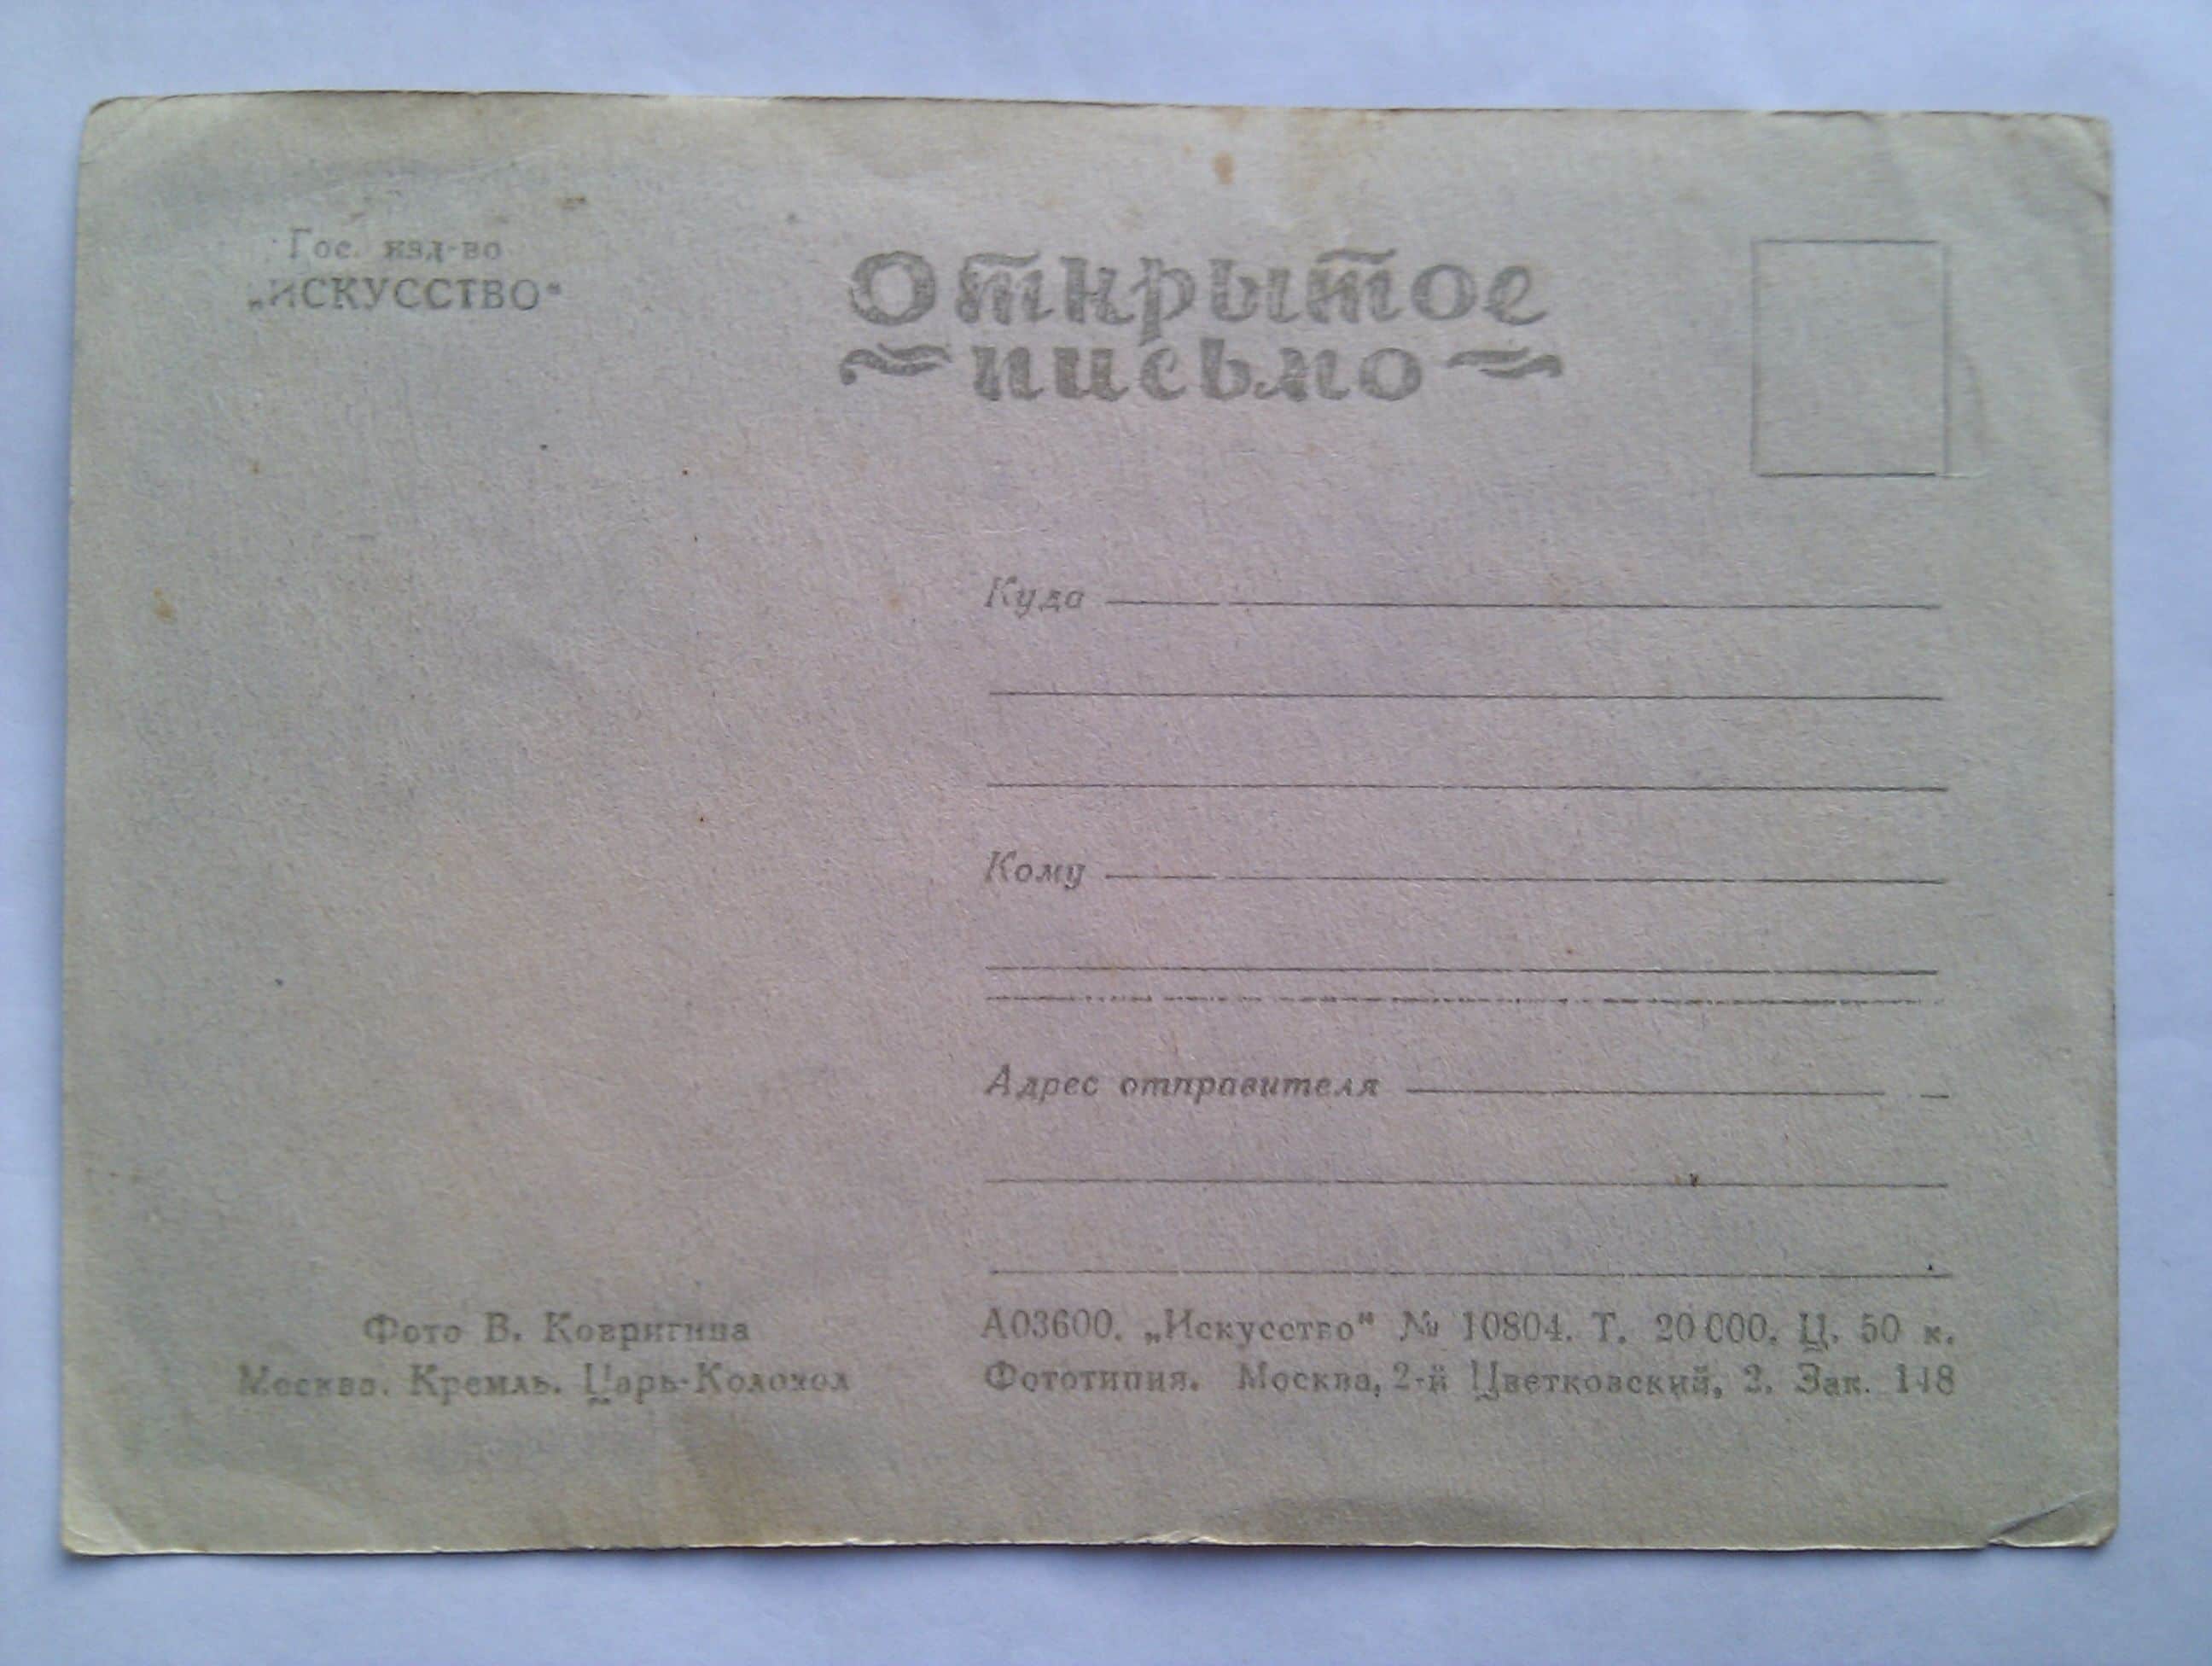 Гос. изд-во
„ИСКУССТВО“
Открытое
письмо
Куда
Кому
Адрес отправителя
Фото В. Ковригина
Москва. Кремль. Царь-Колокол
А03600. „Искусство“ № 10804. Т. 20 000. Ц. 50 к.
Фототипия. Москва, 2-й Цветковский, 2. Зак. 148